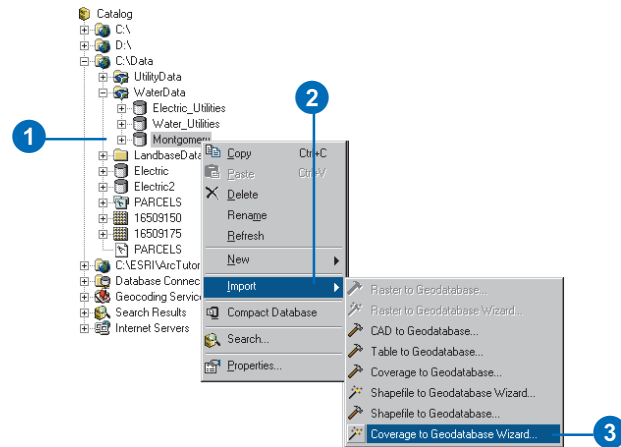 Catalog
C:\
D:\
C:\Data
UtilityData
WaterData
2
Electric_Utilities
Water_Utilities
1
Montgomery
LandbaseData
Copy Ctrl+C
Electric
Paste Ctrl+V
Electric2
Delete
PARCELS
Rename
16509150
Refresh
16509175
PARCELS
New
C:\ESRI\ArcTutor
Database Connec
Import
Raster to Geodatabase...
Geocoding Service
Raster to Geodatabase Wizard...
Search Results
Compact Database
Internet Servers
CAD to Geodatabase...
Search...
Table to Geodatabase...
Properties...
Coverage to Geodatabase...
Shapefile to Geodatabase Wizard...
Shapefile to Geodatabase...
Coverage to Geodatabase Wizard...
3